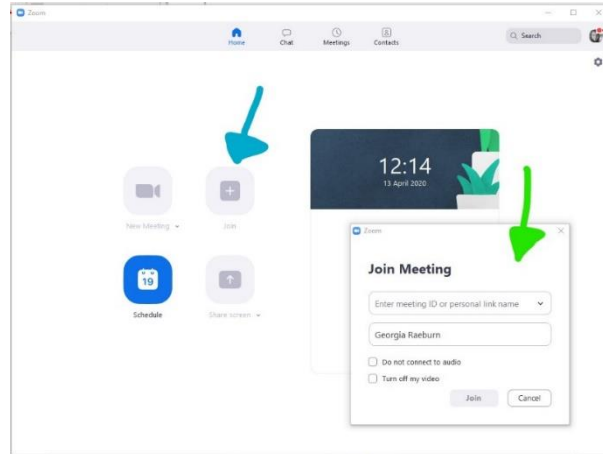 Zoom
Home
Chat
Meetings
Contacts
Search
12:14
13 April 2020
New Meeting
Join
19
Schedule
Share screen
Zoom
Join Meeting
Enter meeting ID or personal link name
Georgia Raeburn
Do not connect to audio
Turn off my video
Join
Cancel